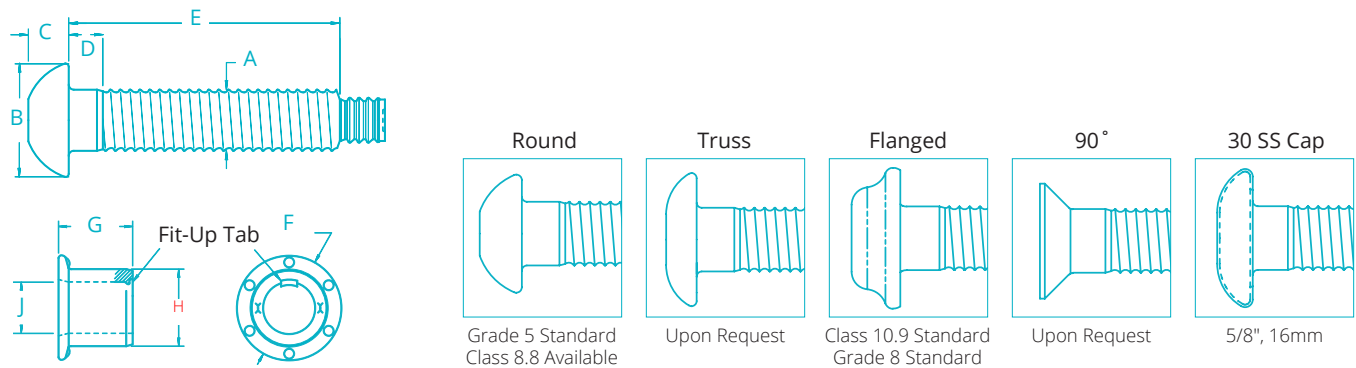 E
C
D
A
B
G
Fit-Up Tab
F
J
H
Round
Truss
Flanged
90°
30 SS Cap
Grade 5 Standard
Class 8.8 Available
Upon Request
Class 10.9 Standard
Grade 8 Standard
Upon Request
5/8", 16mm